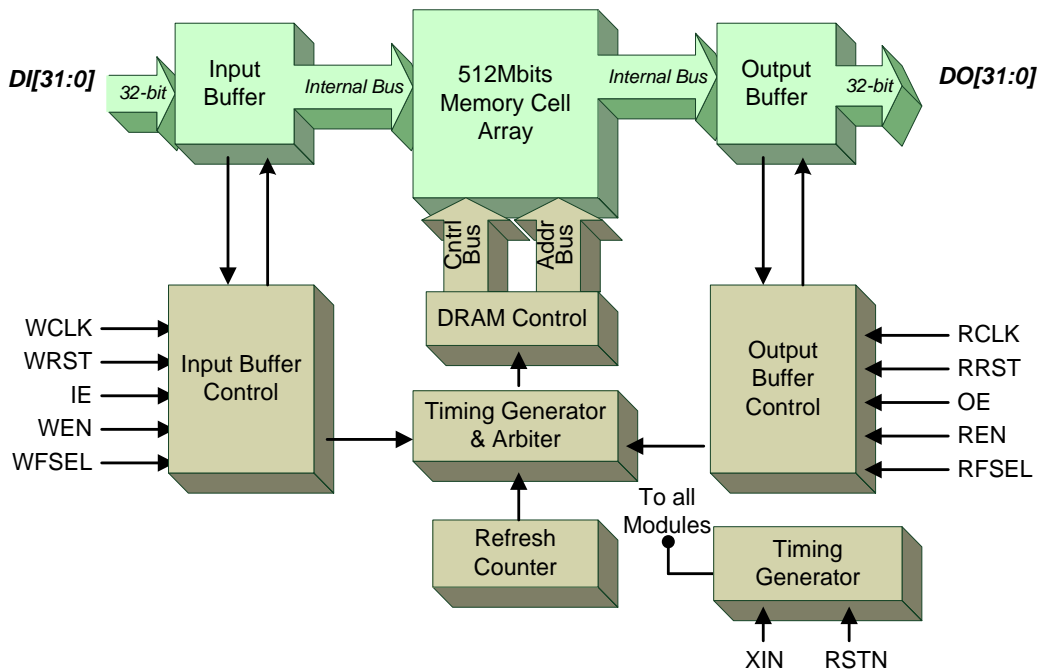 DI[31:0]
32-bit
Input
Buffer
Internal Bus
512Mbits
Memory Cell
Array
Internal Bus
Output
Buffer
32-bit
DO[31:0]
Cntrl
Bus
Addr
Bus
DRAM Control
WCLK
WRST
IE
WEN
WFSEL
Input Buffer
Control
Timing Generator
& Arbiter
Output
Buffer
Control
RCLK
RRST
OE
REN
RFSEL
Refresh
Counter
To all
Modules
Timing
Generator
XIN
RSTN